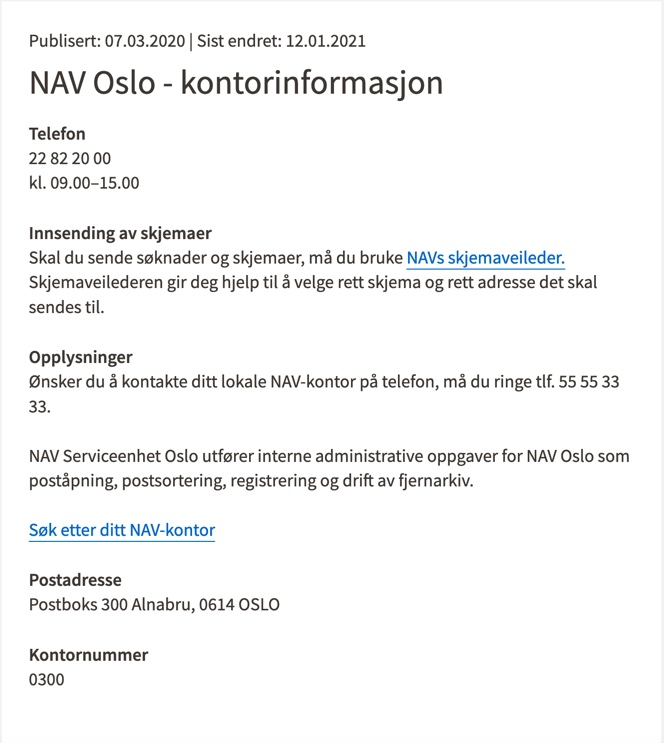 Publisert: 07.03.2020 | Sist endret: 12.01.2021
NAV Oslo - kontorinformasjon
Telefon
22 82 20 00
kl. 09.00–15.00
Innsending av skjemaer
Skal du sende søknader og skjemaer, må du bruke NAVs skjemaveileder.
Skjemaveilederen gir deg hjelp til å velge rett skjema og rett adresse det skal
sendes til.
Opplysninger
Ønsker du å kontakte ditt lokale NAV-kontor på telefon, må du ringe tlf. 55 55 33
33.
NAV Serviceenhet Oslo utfører interne administrative oppgaver for NAV Oslo som
poståpning, postsortering, registrering og drift av fjernarkiv.
Søk etter ditt NAV-kontor
Postadresse
Postboks 300 Alnabru, 0614 OSLO
Kontornummer
0300